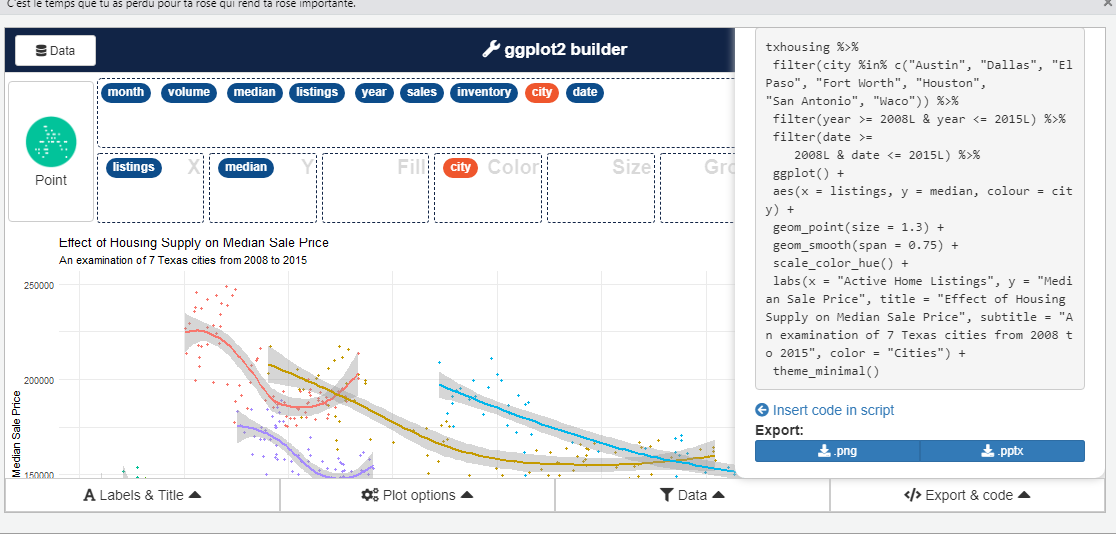 C'est le temps que tu as perdu pour ta rose qui rend ta rose importante.
Data
ggplot2 builder
month volume median listings year sales inventory city date
Point
listings X median Y Fill city Color Size Gro
Effect of Housing Supply on Median Sale Price
An examination of 7 Texas cities from 2008 to 2015
250000
200000
150000
Median Sale Price
txhousing %>%
filter(city %in% c("Austin", "Dallas", "El
Paso", "Fort Worth", "Houston",
"San Antonio", "Waco")) %>%
filter(year >= 2008L & year <= 2015L) %>%
filter(date >=
2008L & date <= 2015L) %>%
ggplot() +
aes(x = listings, y = median, colour = cit
y) +
geom_point(size = 1.3) +
geom_smooth(span = 0.75) +
scale_color_hue() +
labs(x = "Active Home Listings", y = "Medi
an Sale Price", title = "Effect of Housing
Supply on Median Sale Price", subtitle = "A
n examination of 7 Texas cities from 2008 t
o 2015", color = "Cities") +
theme_minimal()
Insert code in script
Export:
.png .pptx
Labels & Title Plot options Data Export & code